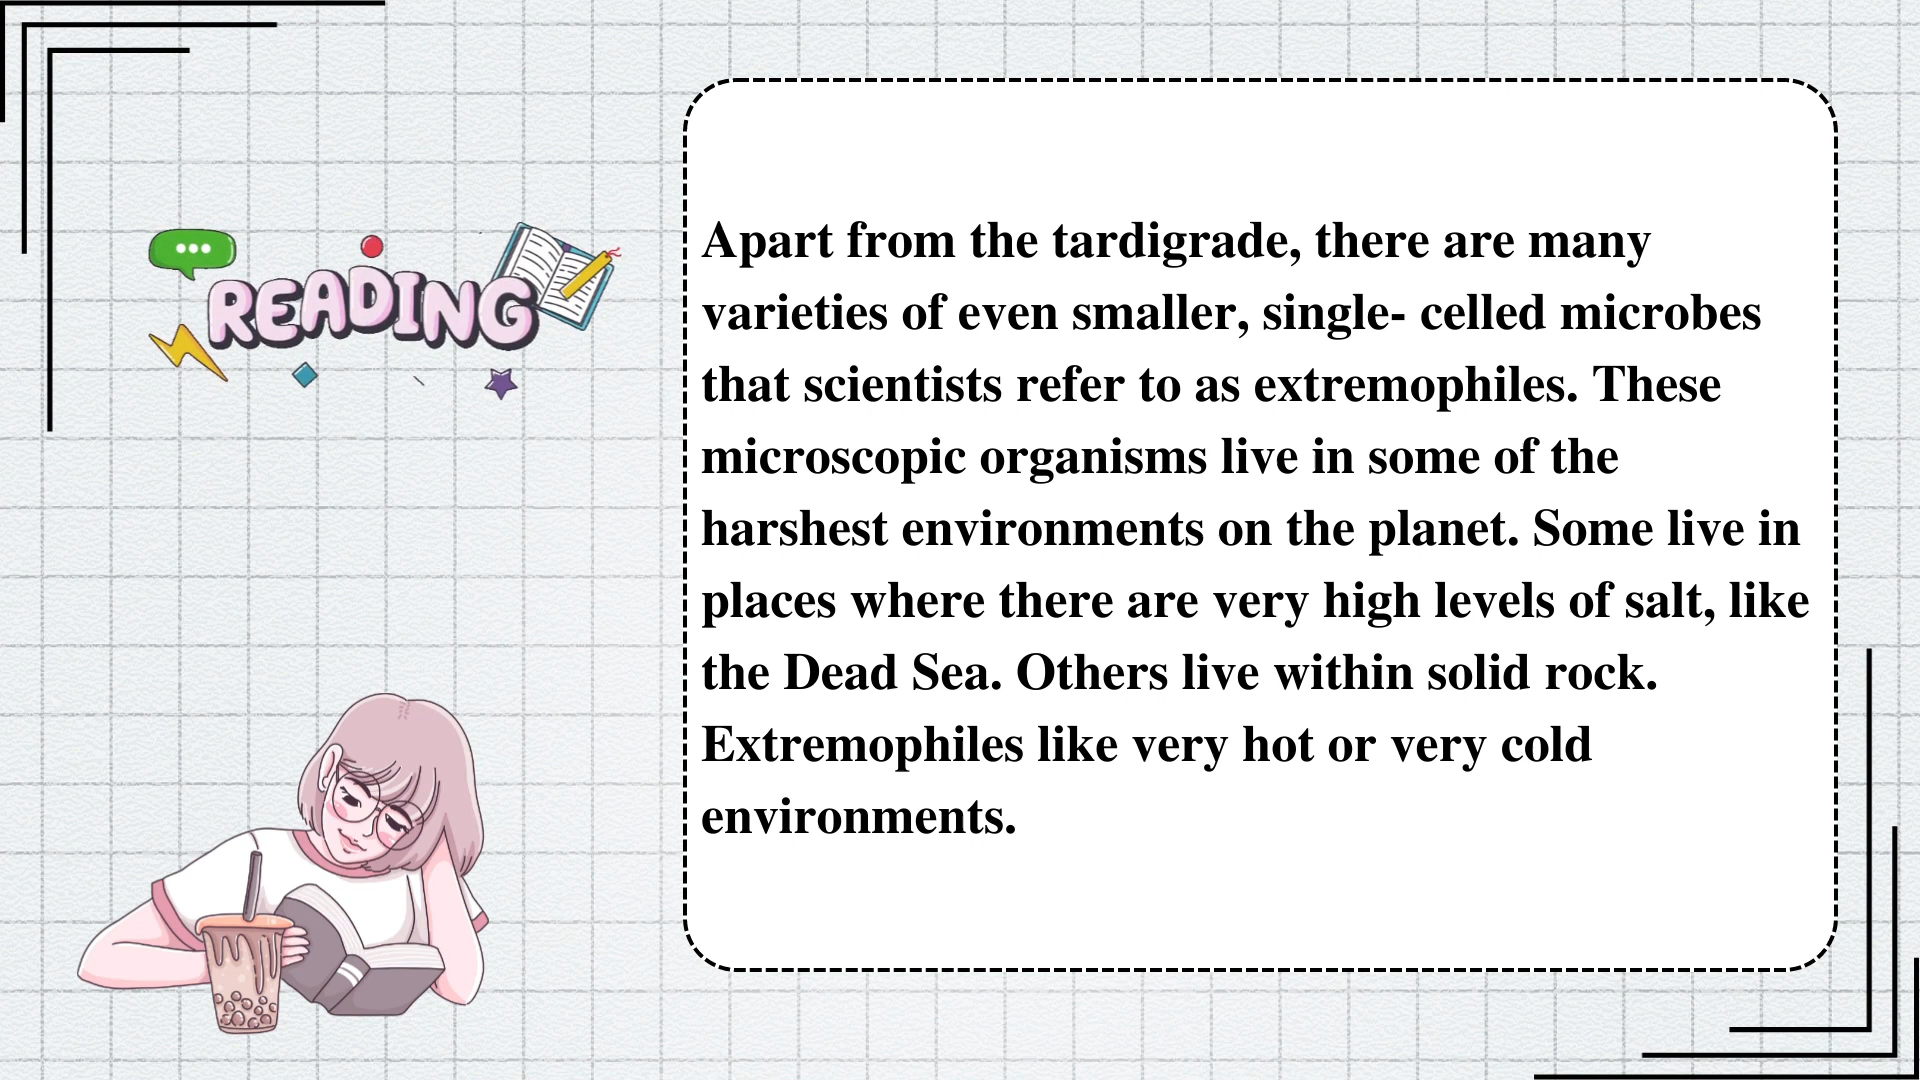 READING
Apart from the tardigrade, there are many
varieties of even smaller, single- celled microbes
that scientists refer to as extremophiles. These
microscopic organisms live in some of the
harshest environments on the planet. Some live in
places where there are very high levels of salt, like
the Dead Sea. Others live within solid rock.
Extremophiles like very hot or very cold
environments.